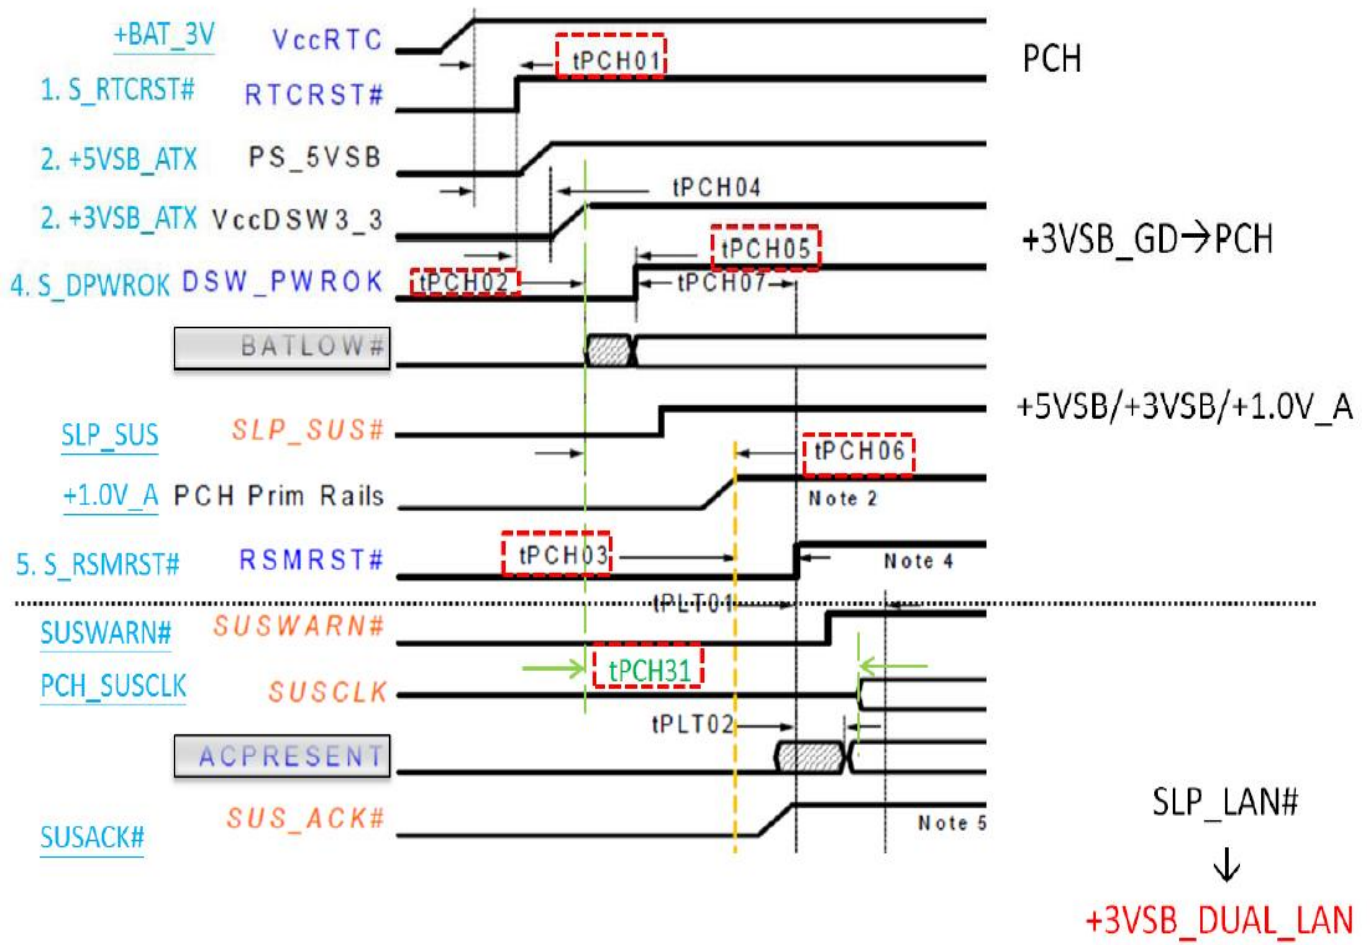 +BAT_3V VccRTC tPCH01 PCH
1. S_RTCRST# RTCRST#
2. +5VSB_ATX PS_5VSB
tPCH04
2. +3VSB_ATX VccDSW3_3
tPCH05 +3VSB_GD→PCH
4. S_DPWROK DSW_PWROK tPCH02 tPCH07
BATLOW#
+5VSB/+3VSB/+1.0V_A
SLP_SUS SLP_SUS#
tPCH06
+1.0V_A PCH Prim Rails Note 2
5. S_RSMRST# RSMRST# tPCH03 Note 4
tPLT01
SUSWARN# SUSWARN#
tPCH31
PCH_SUSCLK SUSCLK
tPLT02
ACPRESENT
SLP_LAN#
SUSACK# SUS_ACK# Note 5
↓
+3VSB_DUAL_LAN